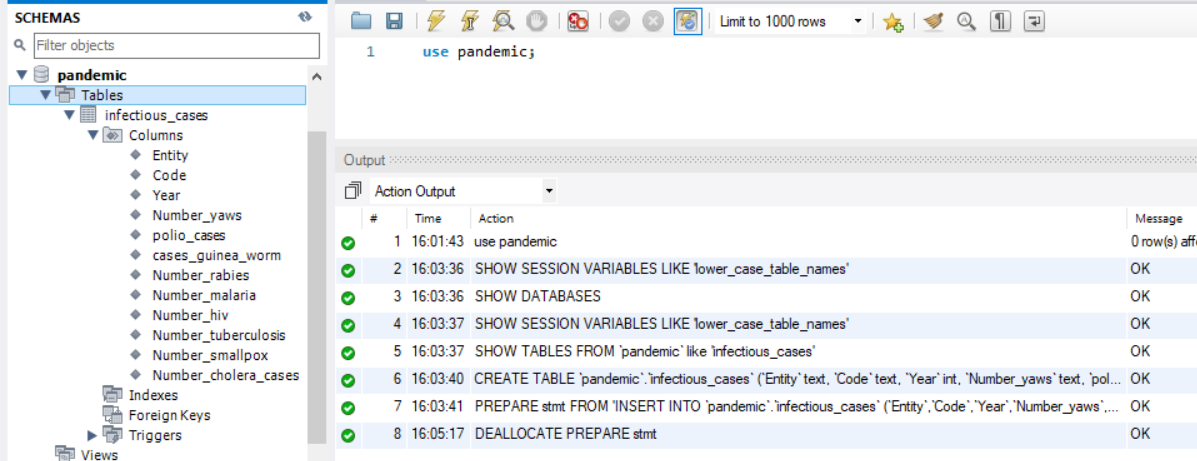 SCHEMAS
Filter objects
pandemic
Tables
infectious_cases
Columns
Entity
Code
Year
Number_yaws
polio_cases
cases_guinea_worm
Number_rabies
Number_malaria
Number_hiv
Number_tuberculosis
Number_smallpox
Number_cholera_cases
Indexes
Foreign Keys
Triggers
Views
Limit to 1000 rows
1 use pandemic;
Output
Action Output
# Time Action Message
1 16:01:43 use pandemic 0 row(s) affe
2 16:03:36 SHOW SESSION VARIABLES LIKE 'lower_case_table_names' OK
3 16:03:36 SHOW DATABASES OK
4 16:03:37 SHOW SESSION VARIABLES LIKE 'lower_case_table_names' OK
5 16:03:37 SHOW TABLES FROM `pandemic` like 'infectious_cases' OK
6 16:03:40 CREATE TABLE `pandemic`.`infectious_cases` (`Entity` text, `Code` text, `Year` int, `Number_yaws` text, `pol... OK
7 16:03:41 PREPARE stmt FROM 'INSERT INTO `pandemic`.`infectious_cases` (`Entity`,`Code`,`Year`,`Number_yaws`,... OK
8 16:05:17 DEALLOCATE PREPARE stmt OK